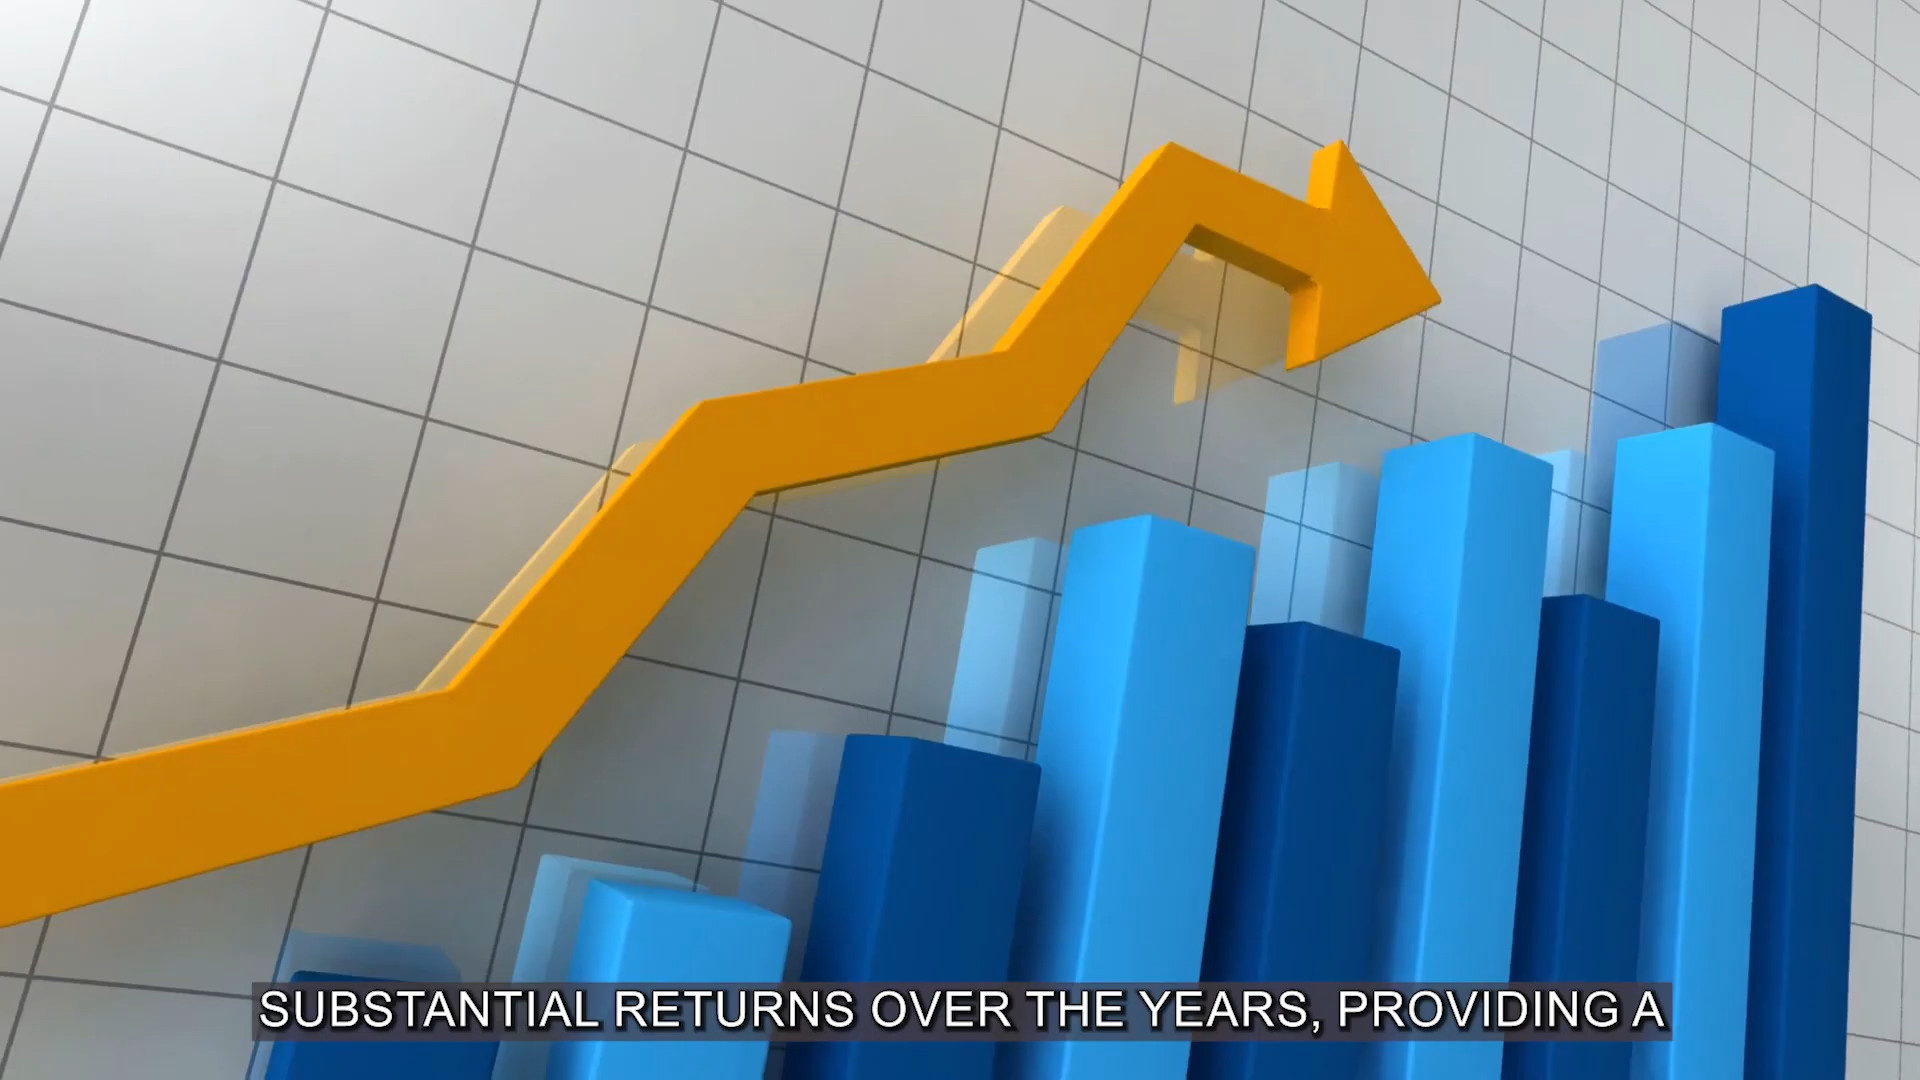 SUBSTANTIAL RETURNS OVER THE YEARS, PROVIDING A